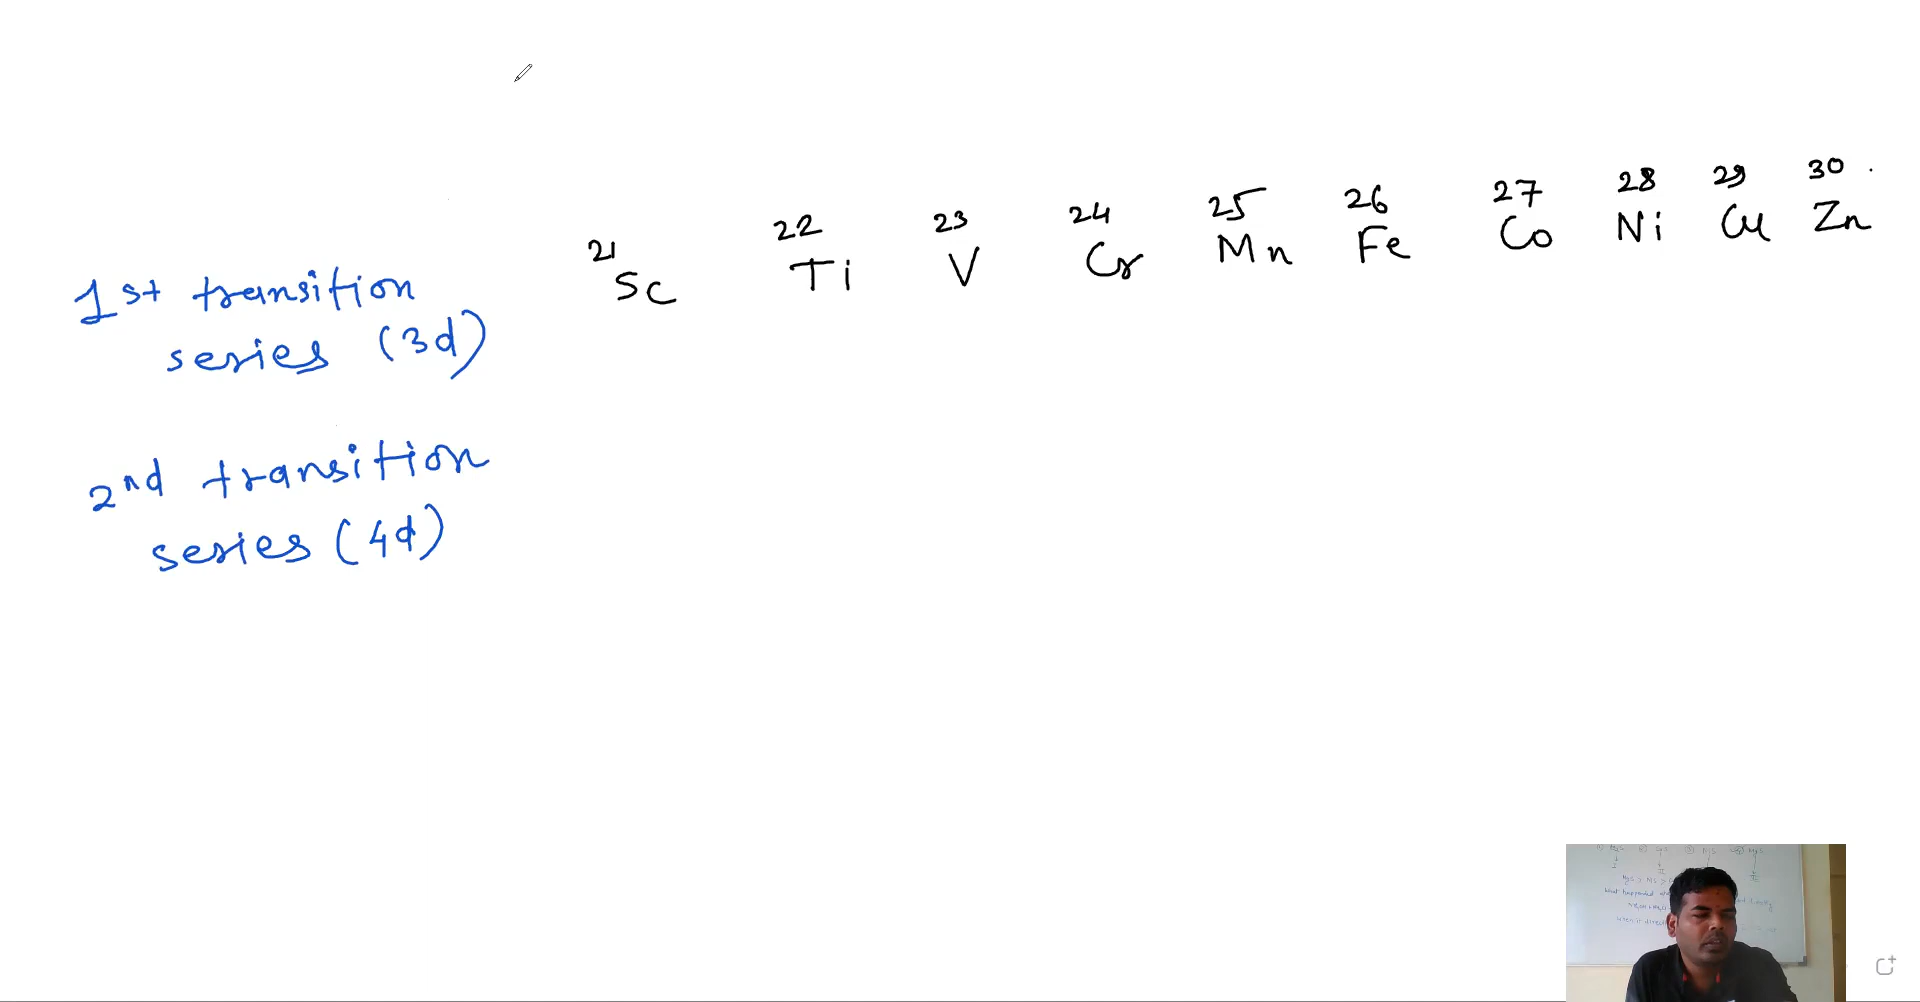 21 22 23 24 25 26 27 28 29 30
Sc Ti V Cr Mn Fe Co Ni Cu Zn
1st transition
series (3d)
2nd transition
series (4d)